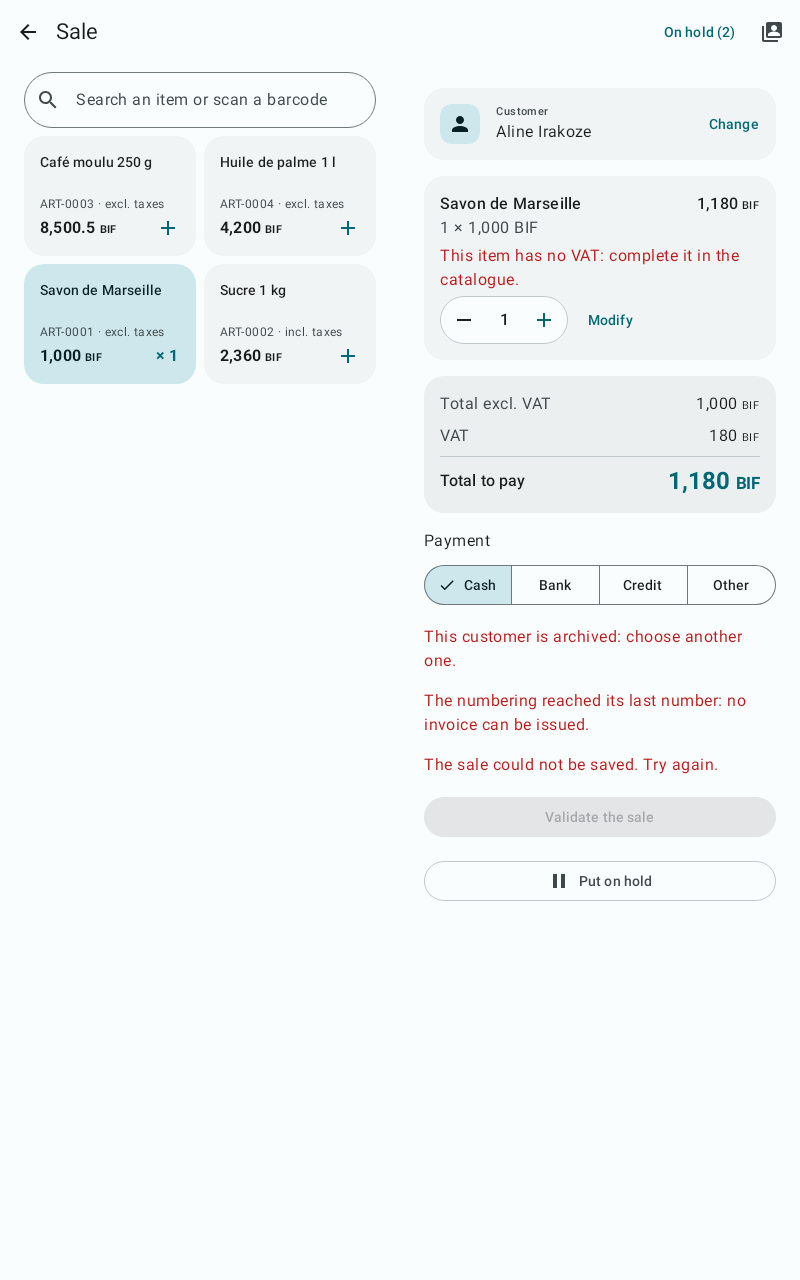 Sale
On hold (2)
Search an item or scan a barcode
Café moulu 250 g
ART-0003 · excl. taxes
8,500.5 BIF
Huile de palme 1 l
ART-0004 · excl. taxes
4,200 BIF
Savon de Marseille
ART-0001 · excl. taxes
1,000 BIF × 1
Sucre 1 kg
ART-0002 · incl. taxes
2,360 BIF
Customer
Aline Irakoze
Change
Savon de Marseille 1,180 BIF
1 × 1,000 BIF
This item has no VAT: complete it in the
catalogue.
1
Modify
Total excl. VAT 1,000 BIF
VAT 180 BIF
Total to pay 1,180 BIF
Payment
Cash Bank Credit Other
This customer is archived: choose another
one.
The numbering reached its last number: no
invoice can be issued.
The sale could not be saved. Try again.
Validate the sale
Put on hold